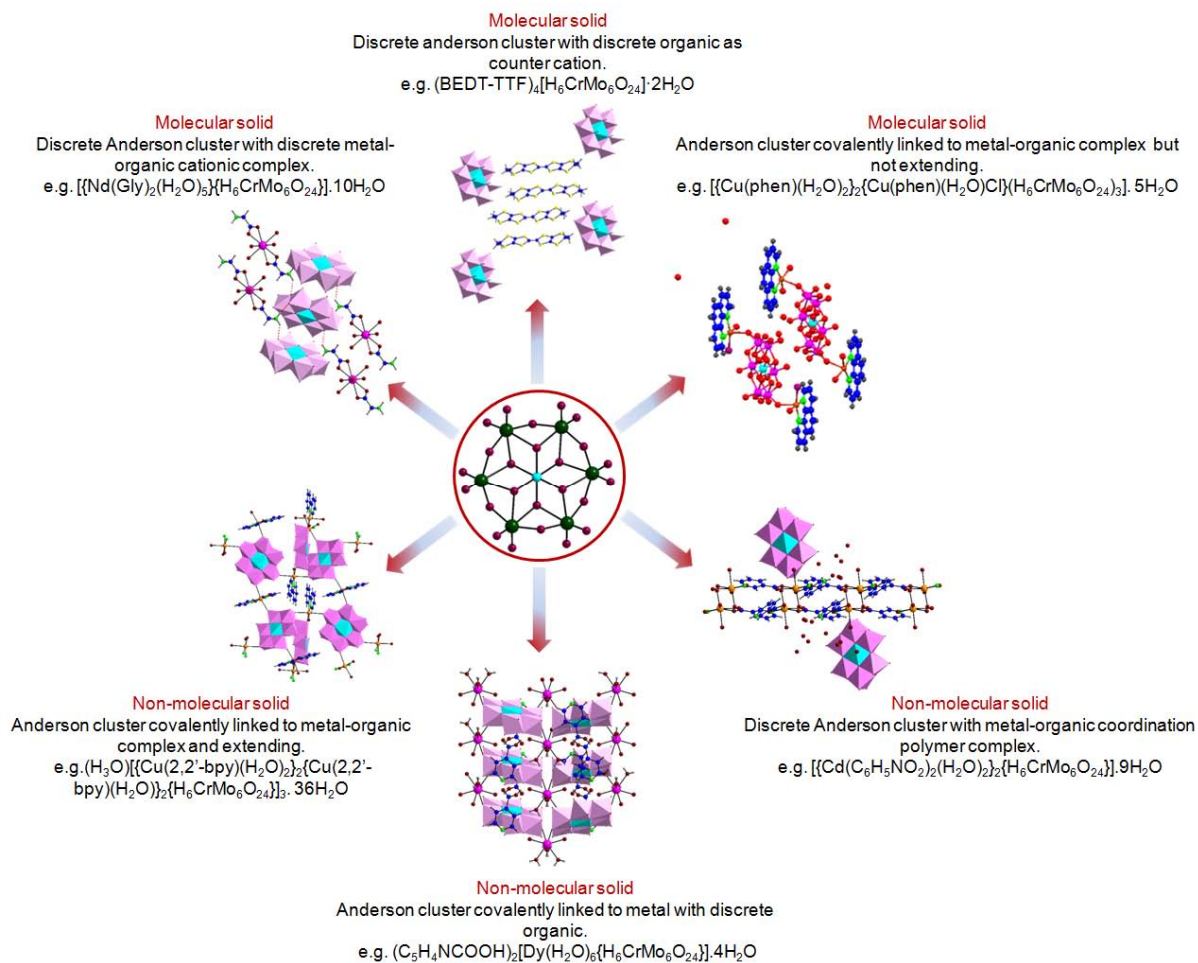 Molecular solid
Discrete anderson cluster with discrete organic as
counter cation.
e.g. (BEDT-TTF)₄[H₆CrMo₆O₂₄]·2H₂O
Molecular solid
Discrete Anderson cluster with discrete metal-
organic cationic complex.
e.g. [{Nd(Gly)₂(H₂O)₅}{H₆CrMo₆O₂₄}].10H₂O
Molecular solid
Anderson cluster covalently linked to metal-organic complex but
not extending.
e.g. [{Cu(phen)(H₂O)₂}₂{Cu(phen)(H₂O)Cl}(H₆CrMo₆O₂₄)₃]. 5H₂O
Non-molecular solid
Anderson cluster covalently linked to metal-organic
complex and extending.
e.g.(H₃O)[{Cu(2,2'-bpy)(H₂O)₂}₂{Cu(2,2'-
bpy)(H₂O)}₂{H₆CrMo₆O₂₄}]₃. 36H₂O
Non-molecular solid
Discrete Anderson cluster with metal-organic coordination
polymer complex.
e.g. [{Cd(C₆H₅NO₂)₂(H₂O)₂}₂{H₆CrMo₆O₂₄}].9H₂O
Non-molecular solid
Anderson cluster covalently linked to metal with discrete
organic.
e.g. (C₅H₄NCOOH)₂[Dy(H₂O)₆{H₆CrMo₆O₂₄}].4H₂O